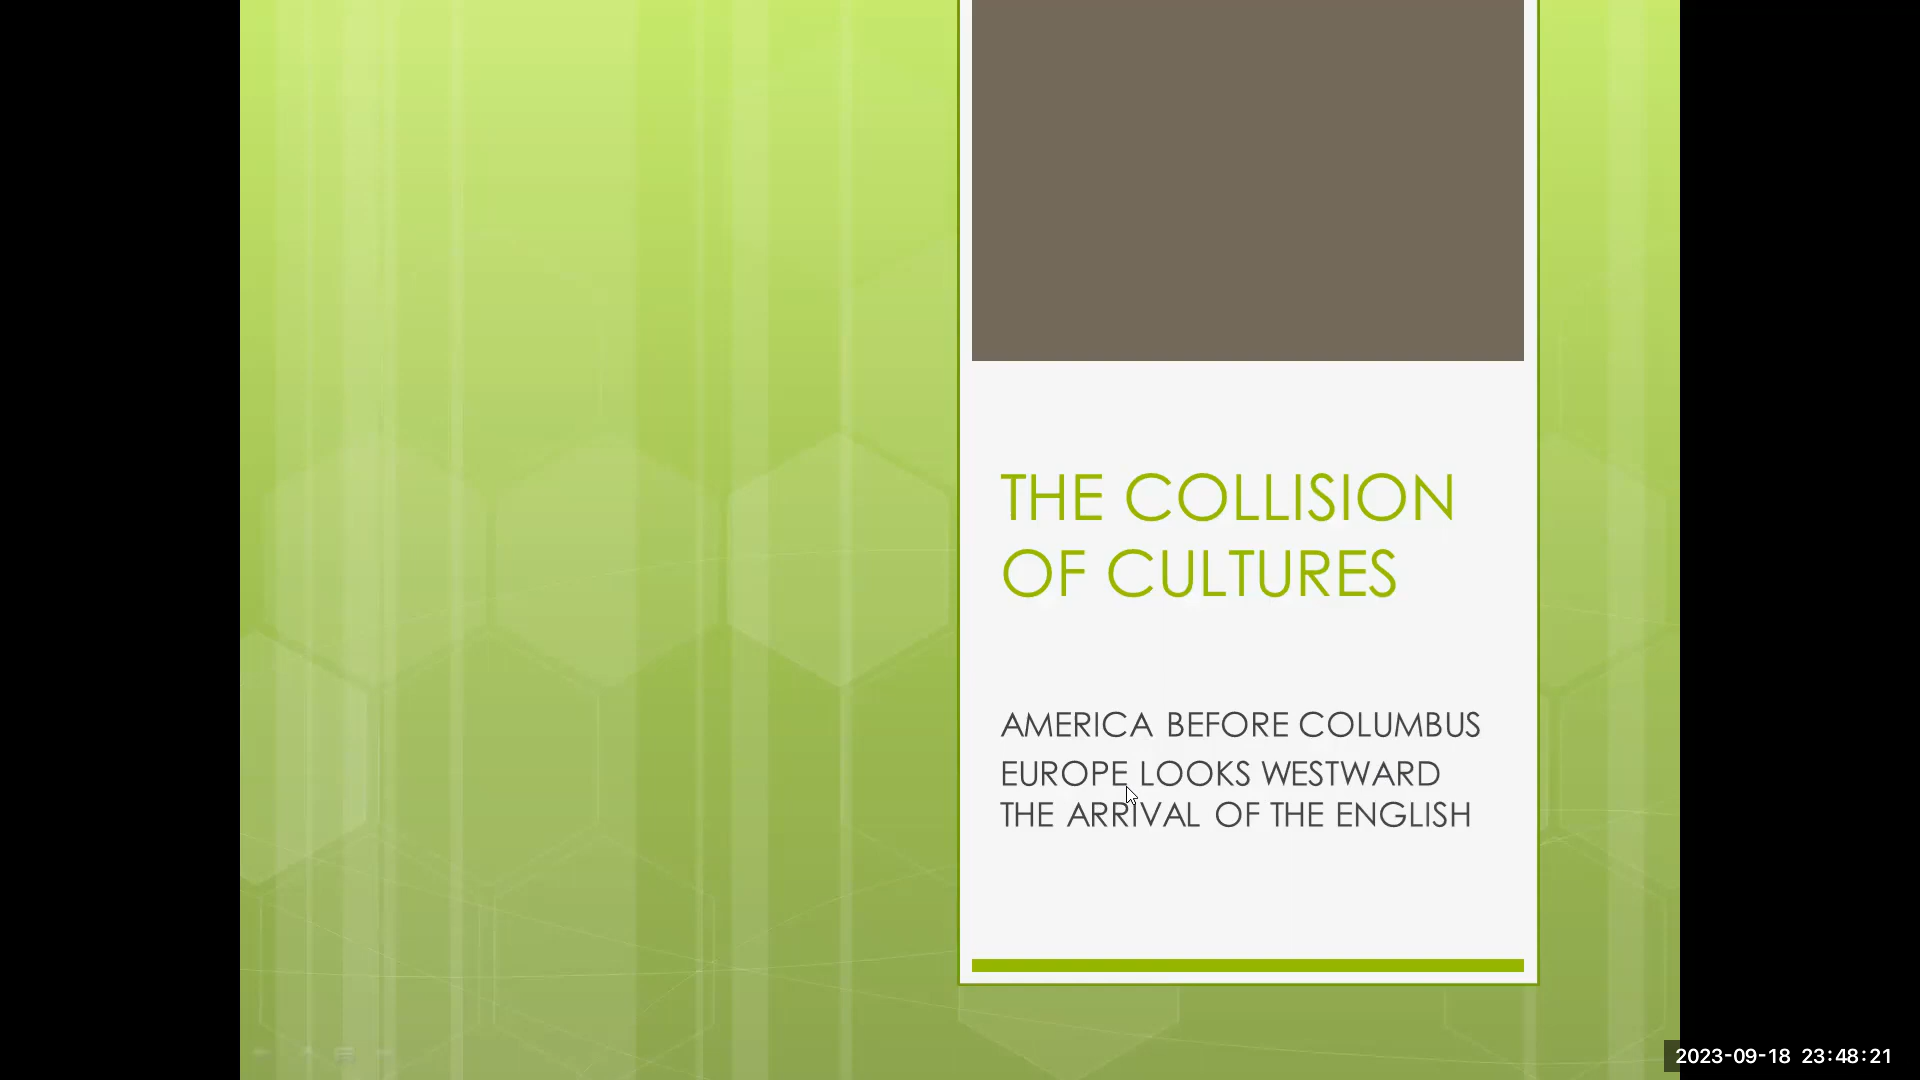 THE COLLISION
OF CULTURES
AMERICA BEFORE COLUMBUS
EUROPE LOOKS WESTWARD
THE ARRIVAL OF THE ENGLISH
2023-09-18 23:48:21